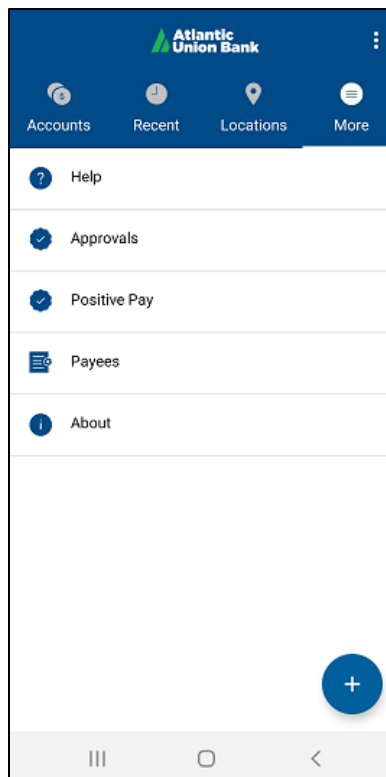 Atlantic
Union Bank
Accounts Recent Locations More
Help
Approvals
Positive Pay
Payees
About